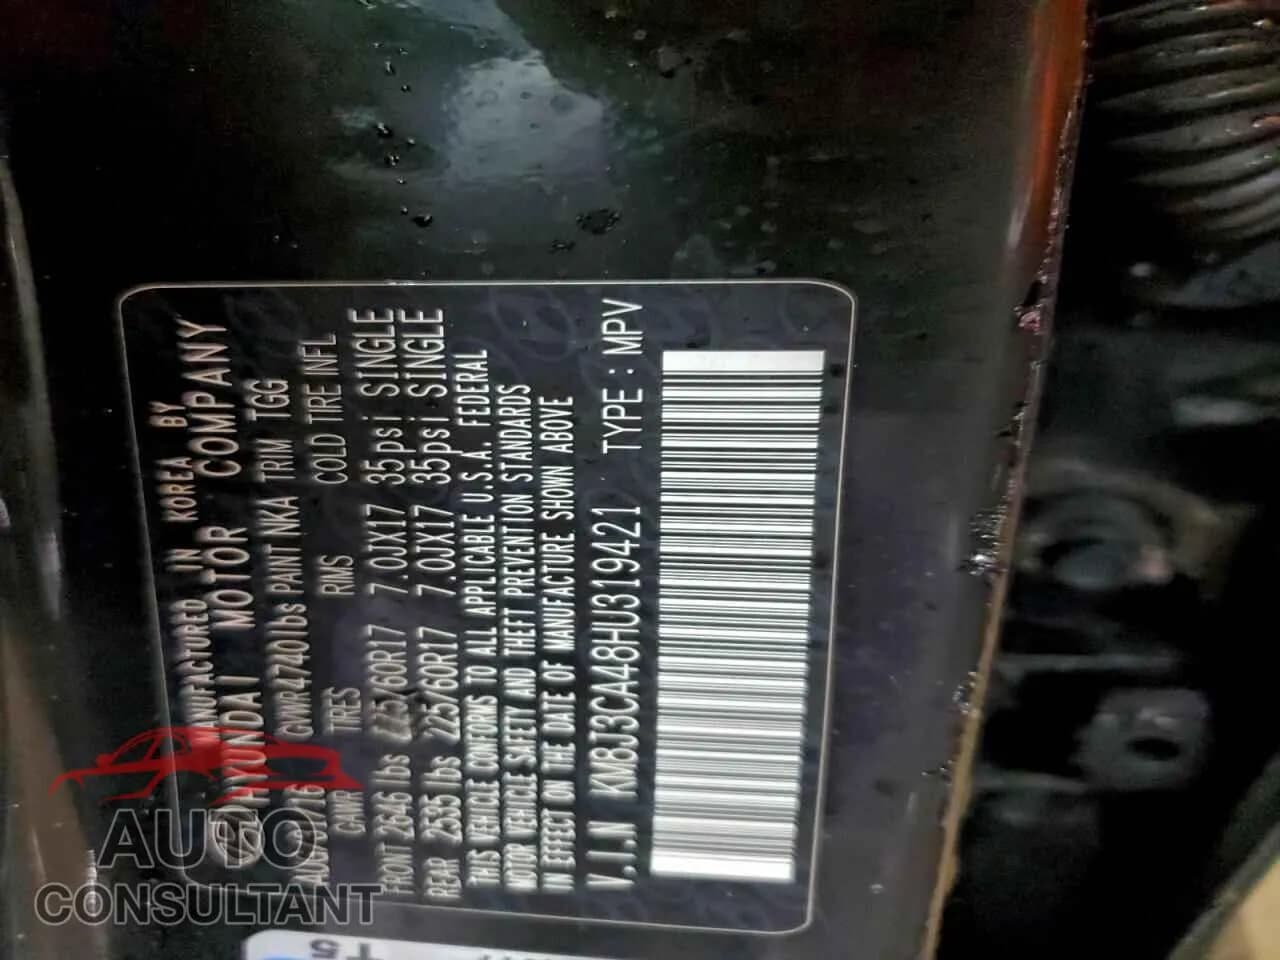 MANUFACTURED IN KOREA BY
HYUNDAI MOTOR COMPANY
GVWR 4740lbs PAINT NKA TRIM TGG
GAWR TIRES RMS COLD TIRE INFL
FRONT 2646 lbs 225/60R17 7.0JX17 35psi SINGLE
REAR 2535 lbs 225/60R17 7.0JX17 35psi SINGLE
THIS VEHICLE CONFORMS TO ALL APPLICABLE U.S.A. FEDERAL
MOTOR VEHICLE SAFETY AND THEFT PREVENTION STANDARDS
IN EFFECT ON THE DATE OF MANUFACTURE SHOWN ABOVE
V.I.N KM8J3CA48HU319421 TYPE : MPV
T5
AUTO
CONSULTANT